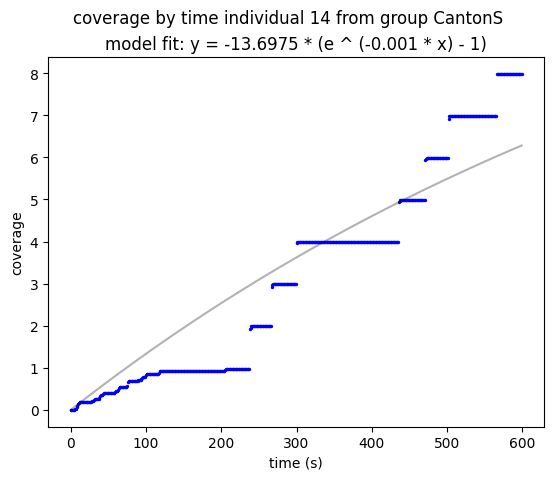 coverage by time individual 14 from group CantonS
model fit: y = -13.6975 * (e ^ (-0.001 * x) - 1)
8
7
6
5
4
3
2
1
0
coverage
0 100 200 300 400 500 600
time (s)